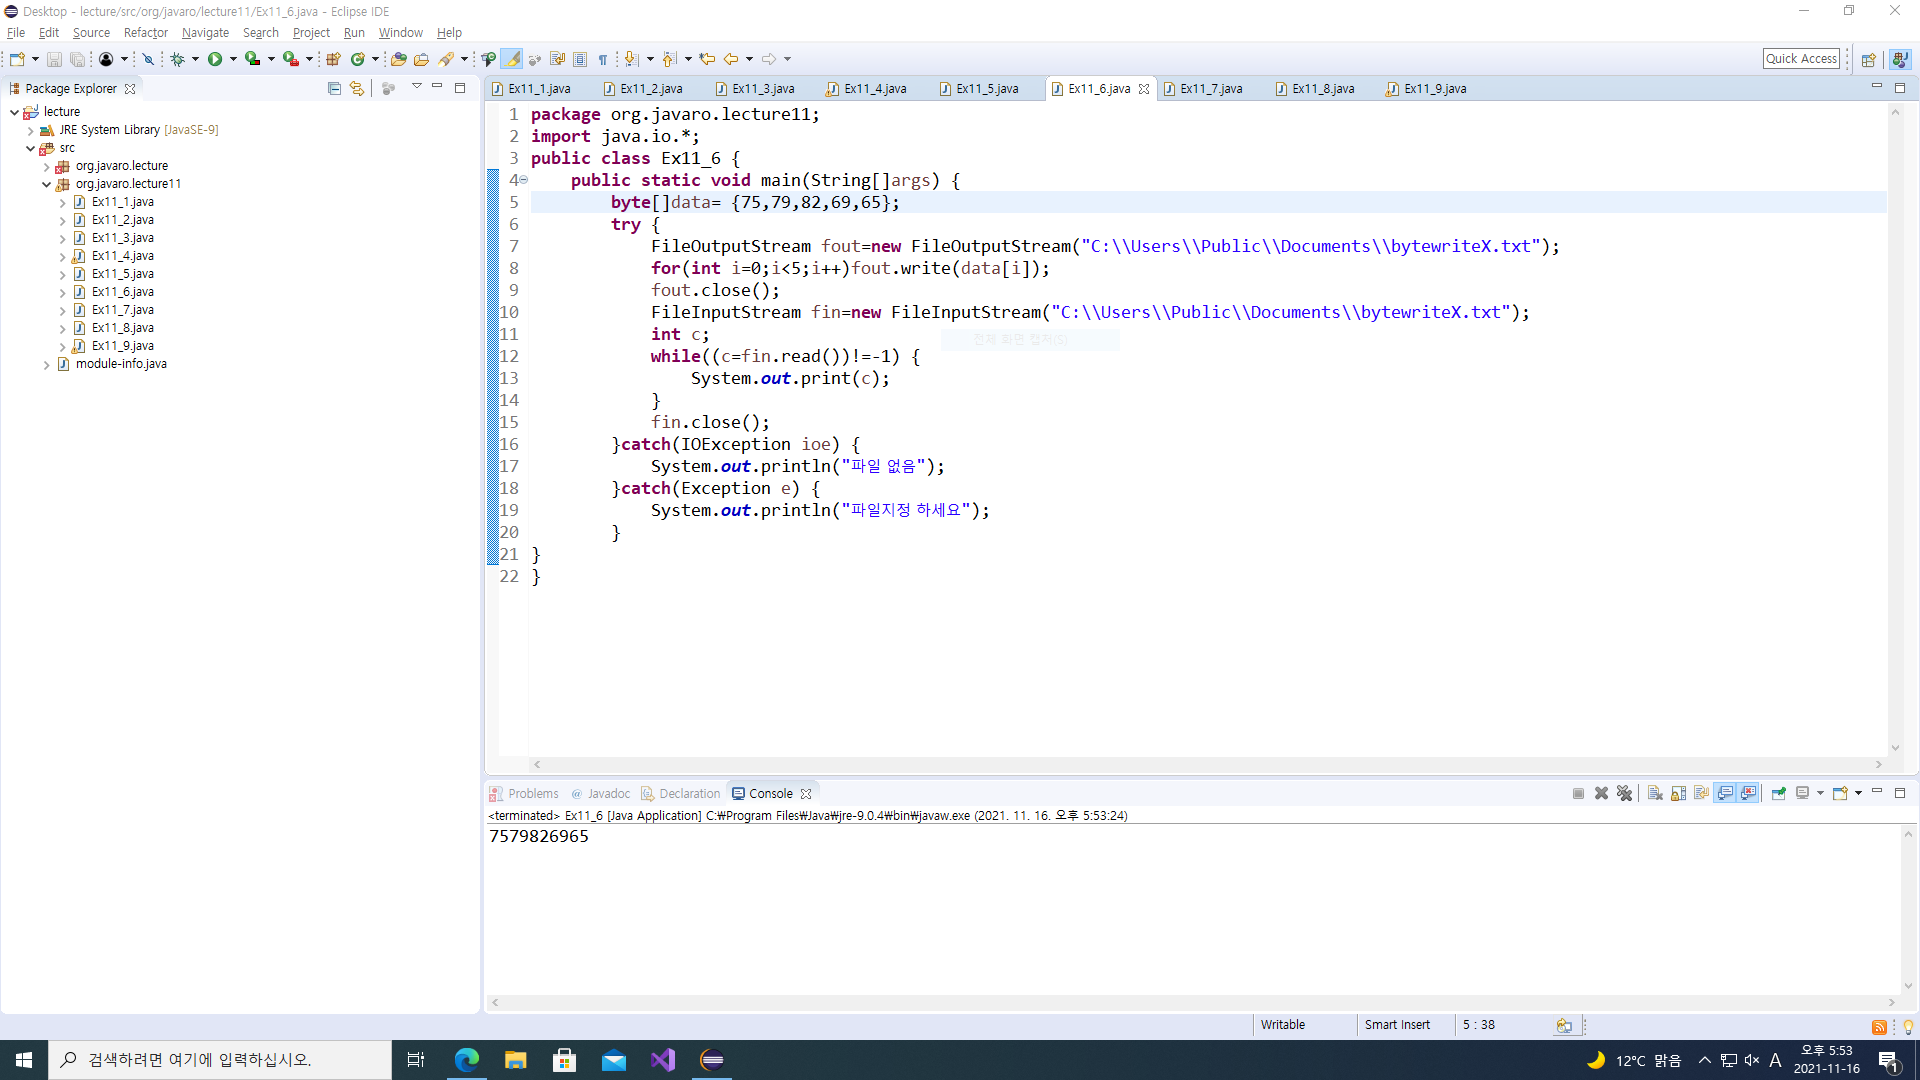 Desktop - lecture/src/org/javaro/lecture11/Ex11_6.java - Eclipse IDE
File Edit Source Refactor Navigate Search Project Run Window Help
Quick Access
Package Explorer
Ex11_1.java Ex11_2.java Ex11_3.java Ex11_4.java Ex11_5.java Ex11_6.java Ex11_7.java Ex11_8.java Ex11_9.java
lecture
JRE System Library [JavaSE-9]
src
org.javaro.lecture
org.javaro.lecture11
Ex11_1.java
Ex11_2.java
Ex11_3.java
Ex11_4.java
Ex11_5.java
Ex11_6.java
Ex11_7.java
Ex11_8.java
Ex11_9.java
module-info.java
1 package org.javaro.lecture11;
2 import java.io.*;
3 public class Ex11_6 {
4 public static void main(String[]args) {
5 byte[]data= {75,79,82,69,65};
6 try {
7 FileOutputStream fout=new FileOutputStream("C:\\Users\\Public\\Documents\\bytewriteX.txt");
8 for(int i=0;i<5;i++)fout.write(data[i]);
9 fout.close();
10 FileInputStream fin=new FileInputStream("C:\\Users\\Public\\Documents\\bytewriteX.txt");
11 int c;
전체 화면 캡처(S)
12 while((c=fin.read())!=-1) {
13 System.out.print(c);
14 }
15 fin.close();
16 }catch(IOException ioe) {
17 System.out.println("파일 없음");
18 }catch(Exception e) {
19 System.out.println("파일지정 하세요");
20 }
21 }
22 }
Problems @ Javadoc Declaration Console
<terminated> Ex11_6 [Java Application] C:₩Program Files₩Java₩jre-9.0.4₩bin₩javaw.exe (2021. 11. 16. 오후 5:53:24)
7579826965
Writable Smart Insert 5 : 38
검색하려면 여기에 입력하십시오.
12°C 맑음 A 오후 5:53
2021-11-16
1